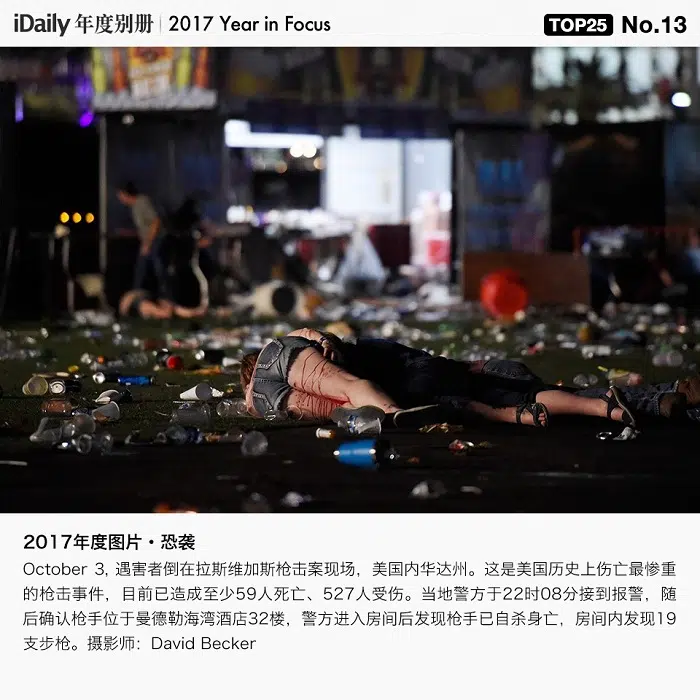 iDaily 年度别册 | 2017 Year in Focus
TOP25 No.13
2017年度图片·恐袭
October 3, 遇害者倒在拉斯维加斯枪击案现场，美国内华达州。这是美国历史上伤亡最惨重
的枪击事件，目前已造成至少59人死亡、527人受伤。当地警方于22时08分接到报警，随
后确认枪手位于曼德勒海湾酒店32楼，警方进入房间后发现枪手已自杀身亡，房间内发现19
支步枪。摄影师：David Becker